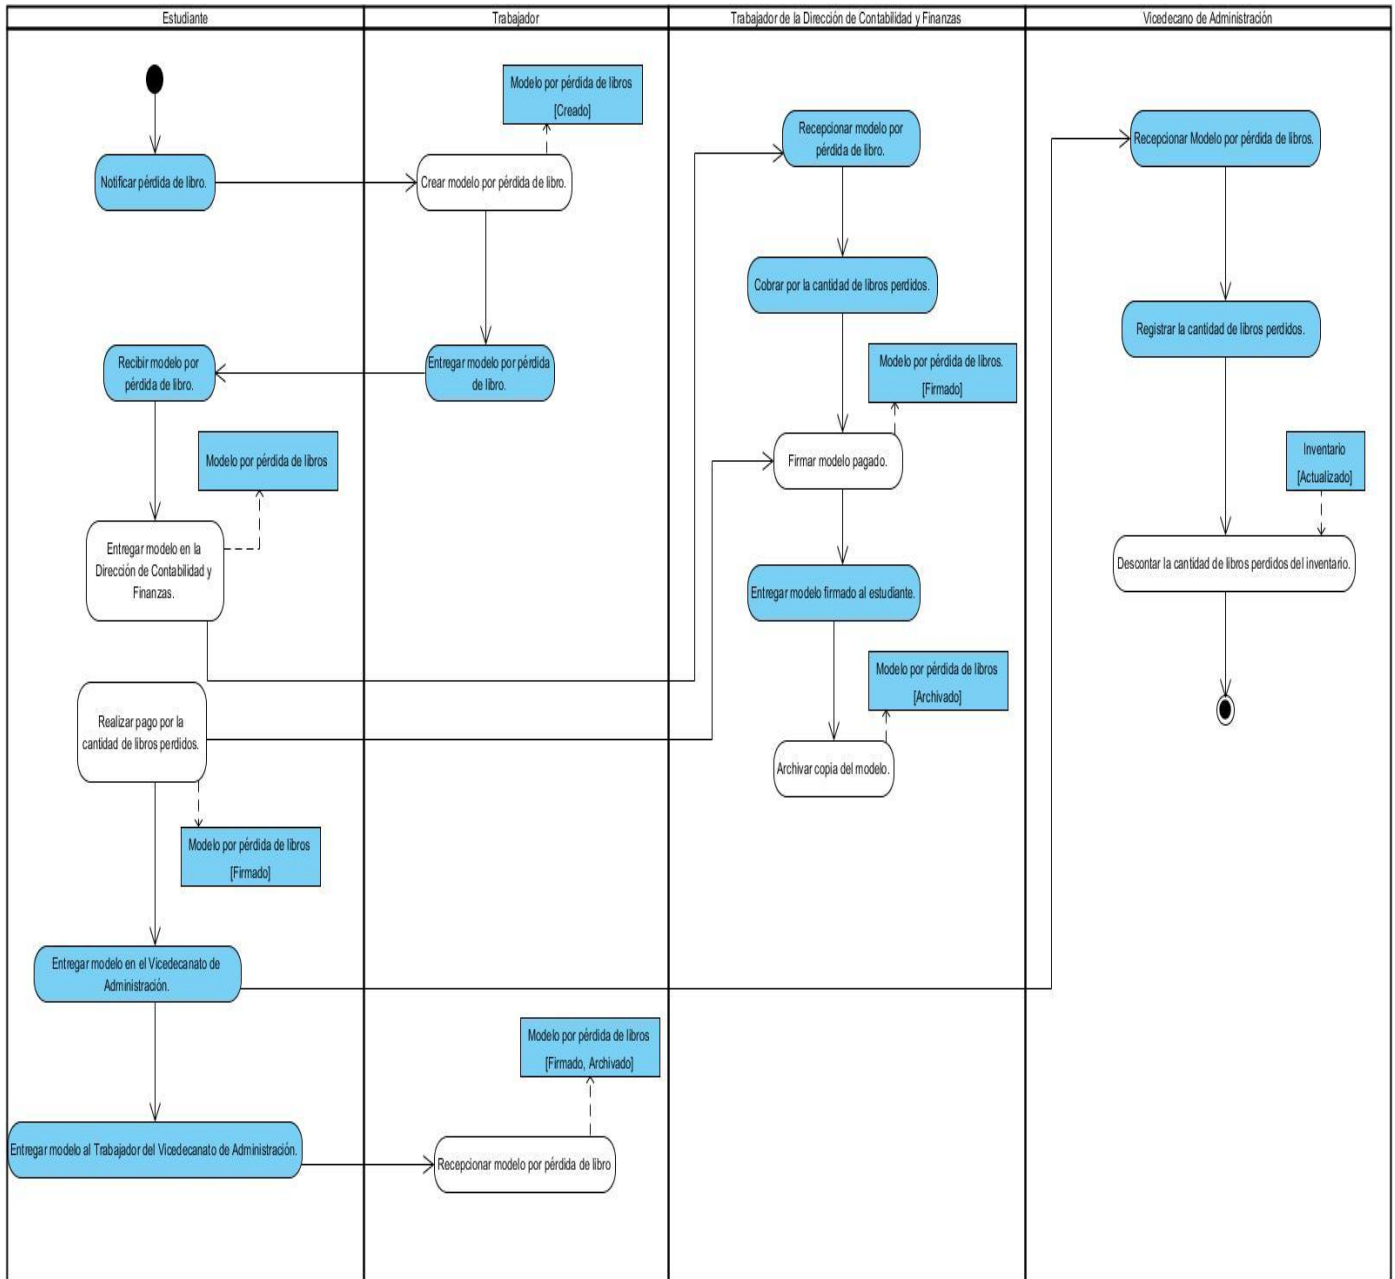 Estudiante
Trabajador
Trabajador de la Dirección de Contabilidad y Finanzas
Vicedecano de Administración
Notificar pérdida de libro.
Recibir modelo por
pérdida de libro.
Modelo por pérdida de libros
Entregar modelo en la
Dirección de Contabilidad y
Finanzas.
Realizar pago por la
cantidad de libros perdidos.
Modelo por pérdida de libros
[Firmado]
Entregar modelo en el Vicedecanato de
Administración.
Entregar modelo al Trabajador del Vicedecanato de Administración.
Modelo por pérdida de libros
[Creado]
Crear modelo por pérdida de libro.
Entregar modelo por pérdida
de libro.
Modelo por pérdida de libros
[Firmado, Archivado]
Recepcionar modelo por pérdida de libro
Recepcionar modelo por
pérdida de libro.
Cobrar por la cantidad de libros perdidos.
Modelo por pérdida de libros.
[Firmado]
Firmar modelo pagado.
Entregar modelo firmado al estudiante.
Modelo por pérdida de libros
[Archivado]
Archivar copia del modelo.
Recepcionar Modelo por pérdida de libros.
Registrar la cantidad de libros perdidos.
Inventario
[Actualizado]
Descontar la cantidad de libros perdidos del inventario.